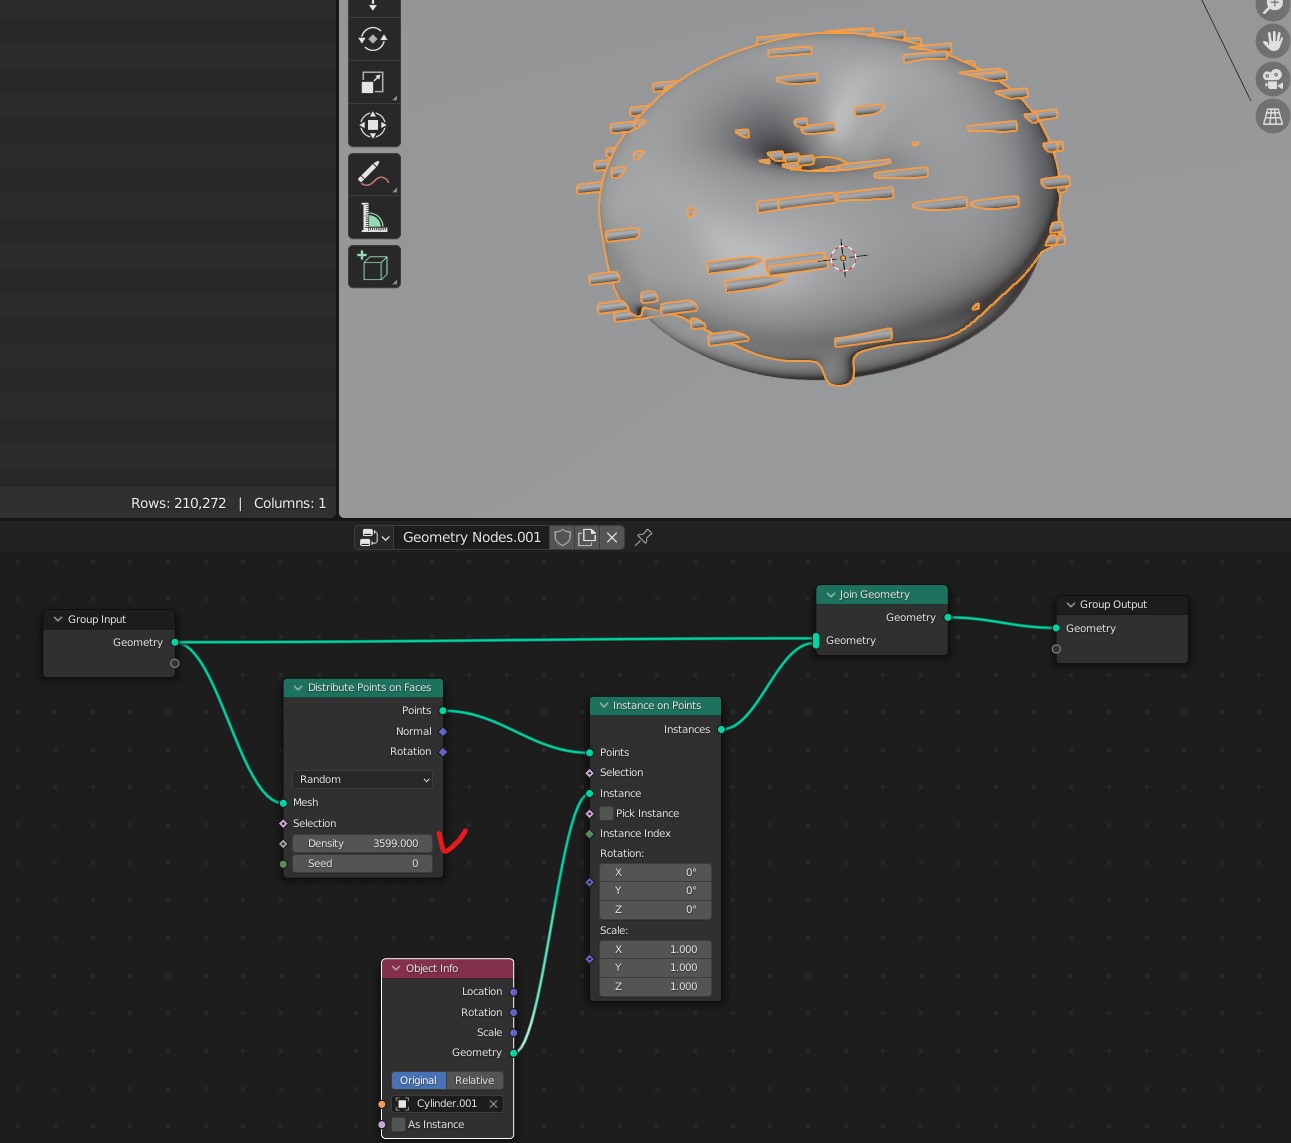 Rows: 210,272 | Columns: 1
Geometry Nodes.001
Group Input
Geometry
Distribute Points on Faces
Points
Normal
Rotation
Random
Mesh
Selection
Density 3599.000
Seed 0
Object Info
Location
Rotation
Scale
Geometry
Original Relative
Cylinder.001
As Instance
Instance on Points
Instances
Points
Selection
Instance
Pick Instance
Instance Index
Rotation:
X 0°
Y 0°
Z 0°
Scale:
X 1.000
Y 1.000
Z 1.000
Join Geometry
Geometry
Geometry
Group Output
Geometry